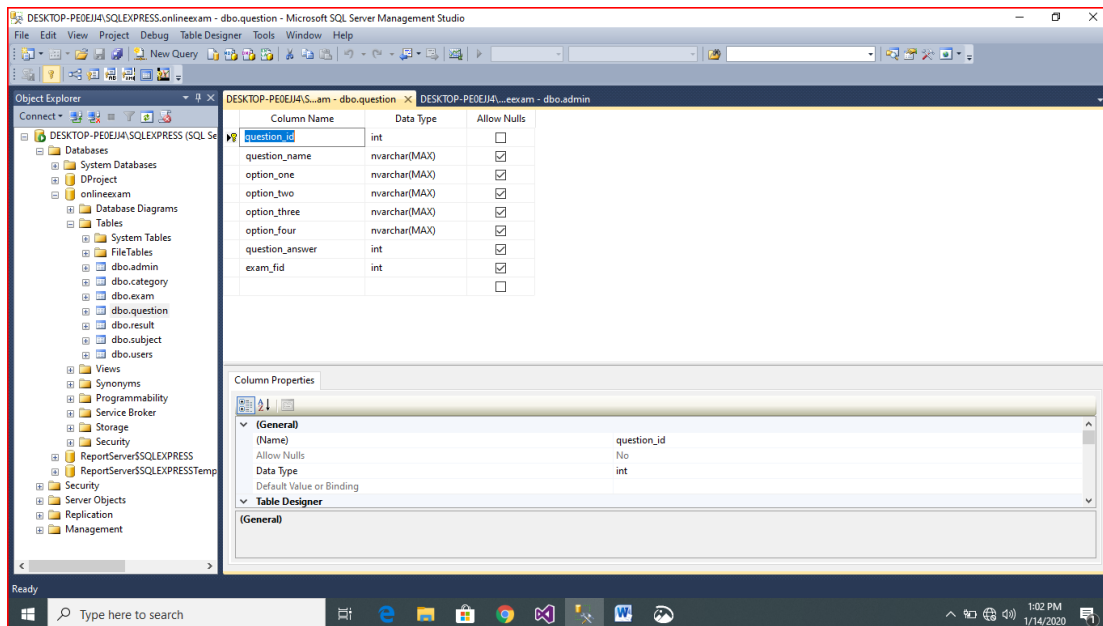 DESKTOP-PE0EJJ4\SQLEXPRESS.onlineexam - dbo.question - Microsoft SQL Server Management Studio
File Edit View Project Debug Table Designer Tools Window Help
New Query
Object Explorer
DESKTOP-PE0EJJ4\S...am - dbo.question DESKTOP-PE0EJJ4\...eexam - dbo.admin
Connect
Column Name Data Type Allow Nulls
DESKTOP-PE0EJJ4\SQLEXPRESS (SQL Se
Databases
System Databases
DProject
onlineexam
Database Diagrams
Tables
System Tables
FileTables
dbo.admin
dbo.category
dbo.exam
dbo.question
dbo.result
dbo.subject
dbo.users
Views
Synonyms
Programmability
Service Broker
Storage
Security
ReportServer$SQLEXPRESS
ReportServer$SQLEXPRESSTemp
Security
Server Objects
Replication
Management
question_id int
question_name nvarchar(MAX)
option_one nvarchar(MAX)
option_two nvarchar(MAX)
option_three nvarchar(MAX)
option_four nvarchar(MAX)
question_answer int
exam_fid int
Column Properties
(General)
(Name) question_id
Allow Nulls No
Data Type int
Default Value or Binding
Table Designer
(General)
Ready
Type here to search
1:02 PM
1/14/2020